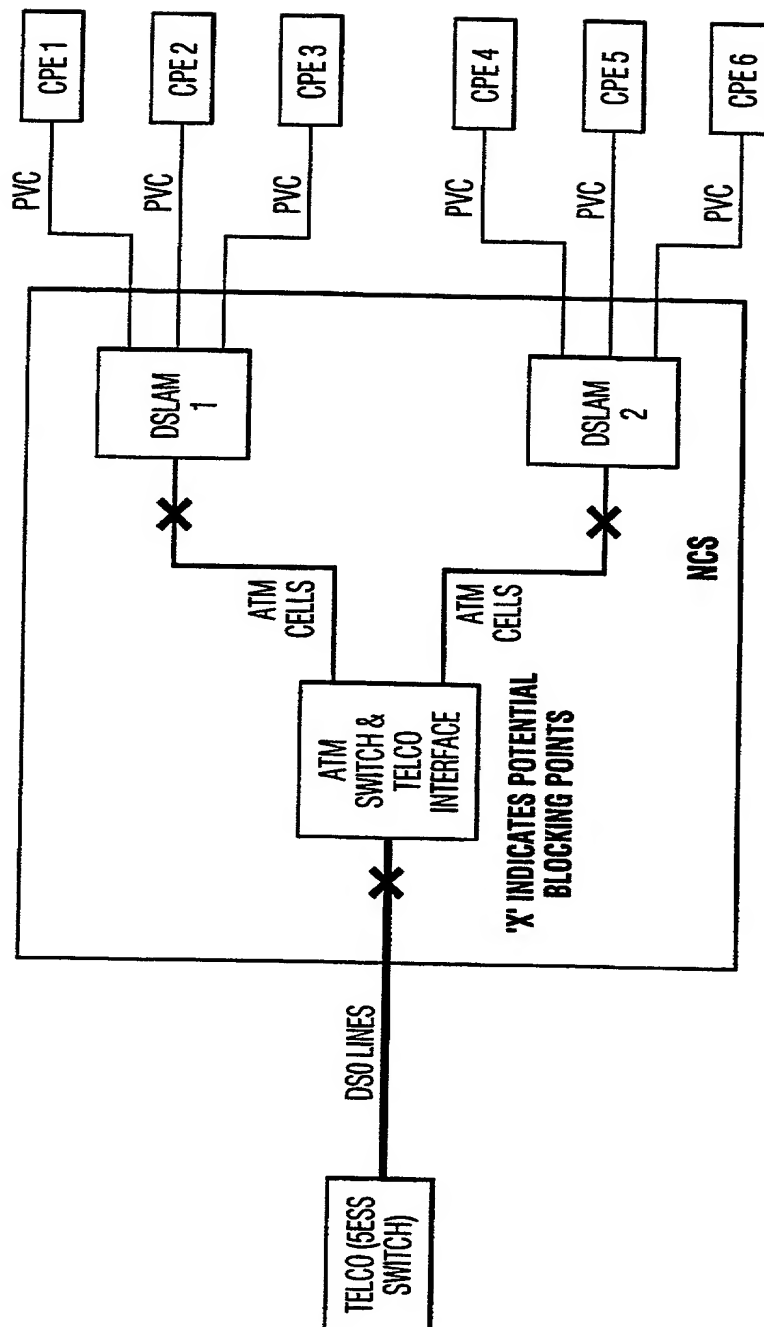 TELCO (5ESS
SWITCH)
DS0 LINES
ATM
SWITCH &
TELCO
INTERFACE
'X' INDICATES POTENTIAL
BLOCKING POINTS
ATM
CELLS
ATM
CELLS
DSLAM
1
DSLAM
2
NCS
PVC
PVC
PVC
PVC
PVC
PVC
CPE 1
CPE 2
CPE 3
CPE 4
CPE 5
CPE 6